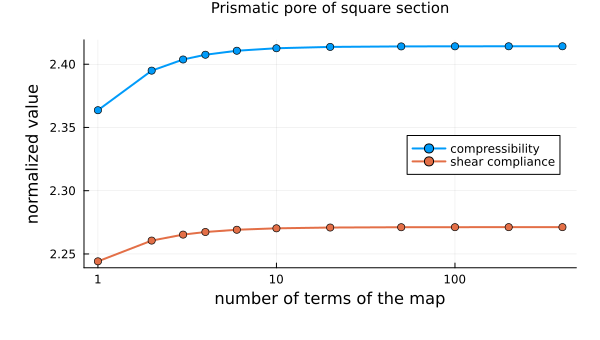 Prismatic pore of square section
normalized value
2.40
2.35
2.30
2.25
compressibility
shear compliance
1
10
100
number of terms of the map